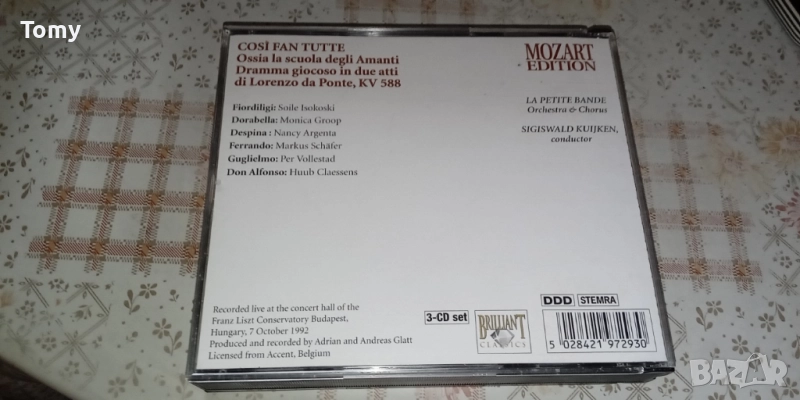 Tomy
COSÌ FAN TUTTE
Ossia la scuola degli Amanti
Dramma giocoso in due atti
di Lorenzo da Ponte, KV 588
Fiordiligi: Soile Isokoski
Dorabella: Monica Groop
Despina : Nancy Argenta
Ferrando: Markus Schäfer
Guglielmo: Per Vollestad
Don Alfonso: Huub Claessens
MOZART
EDITION
LA PETITE BANDE
Orchestra & Chorus
SIGISWALD KUIJKEN,
conductor
Recorded live at the concert hall of the
Franz Liszt Conservatory Budapest,
Hungary, 7 October 1992
Produced and recorded by Adrian and Andreas Glatt
Licensed from Accent, Belgium
3-CD set
BRILLIANT
CLASSICS
DDD STEMRA
5 028421 972930
BAZAR